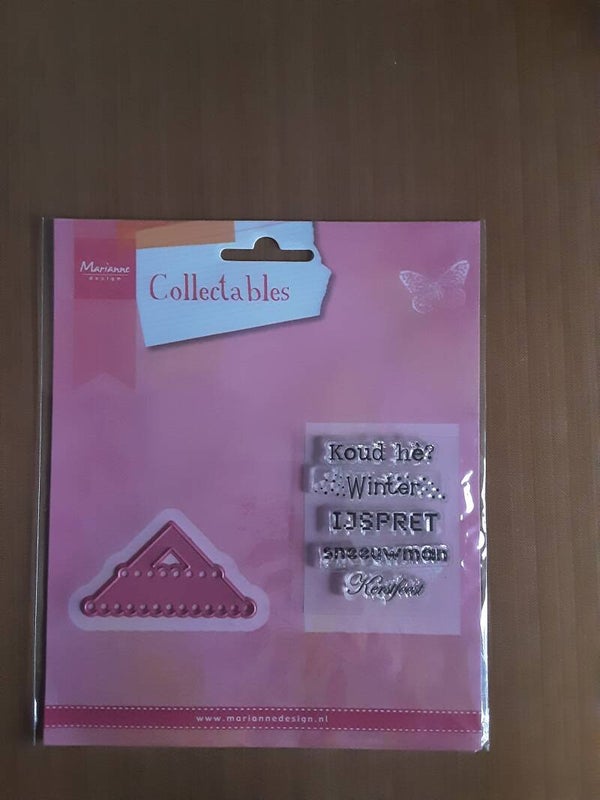 Marianne
design
Collectables
Koud hè?
Winter
IJSPRET
sneeuwman
Kerstfeest
www.mariannedesign.nl